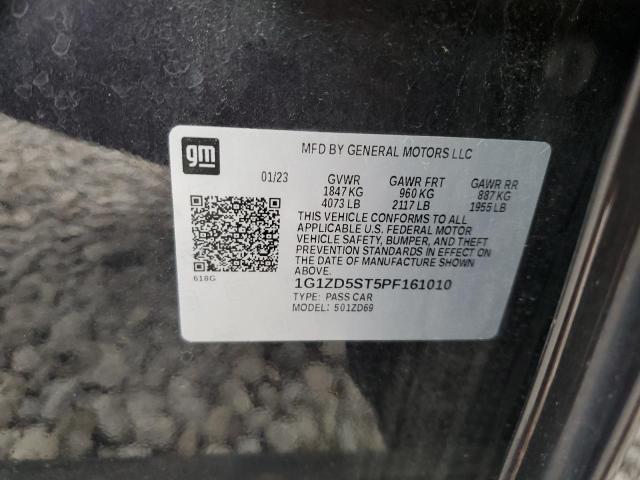 gm
MFD BY GENERAL MOTORS LLC
01/23 GVWR GAWR FRT GAWR RR
1847 KG 960 KG 887 KG
4073 LB 2117 LB 1955 LB
THIS VEHICLE CONFORMS TO ALL
APPLICABLE U.S. FEDERAL MOTOR
VEHICLE SAFETY, BUMPER, AND THEFT
PREVENTION STANDARDS IN EFFECT ON
DATE OF MANUFACTURE SHOWN
ABOVE.
618G
1G1ZD5ST5PF161010
TYPE: PASS CAR
MODEL: 501ZD69